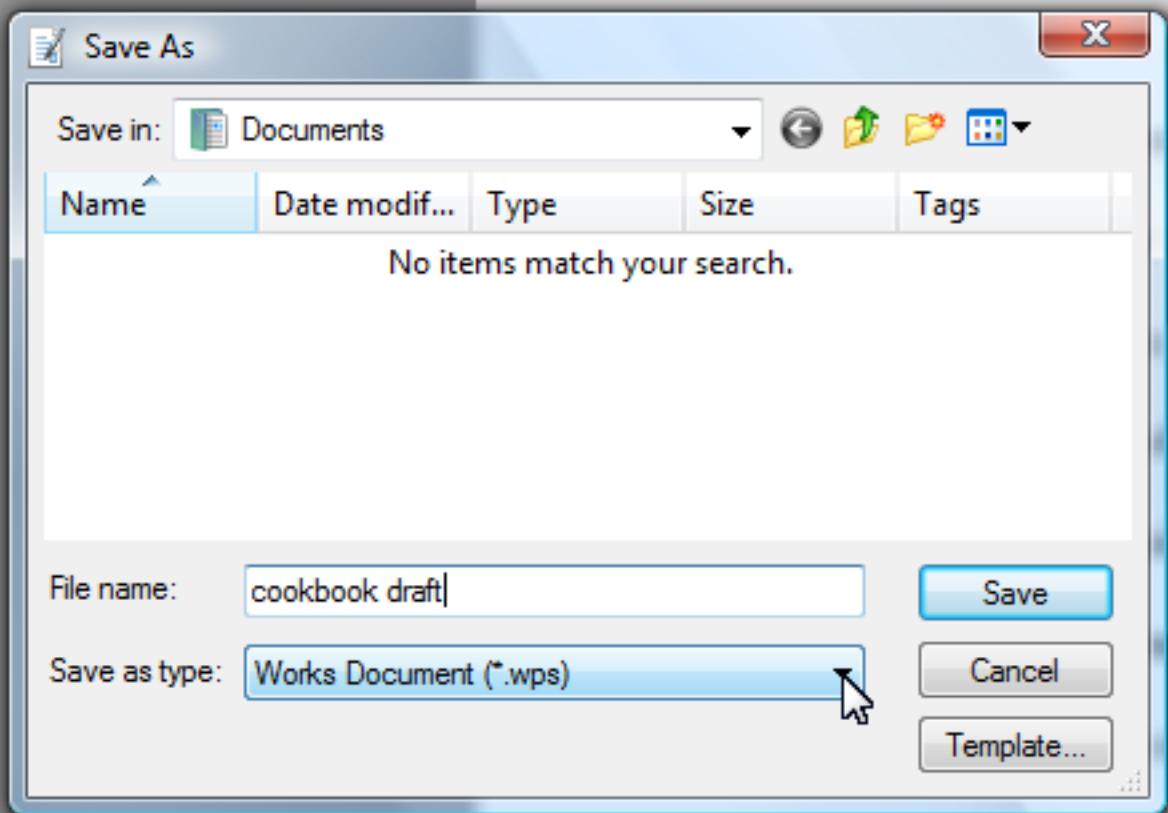 Save As
Save in: Documents
Name Date modif... Type Size Tags
No items match your search.
File name: cookbook draft Save
Save as type: Works Document (*.wps) Cancel
Template...